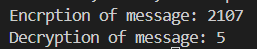 Encrption of message: 2107
Decryption of message: 5